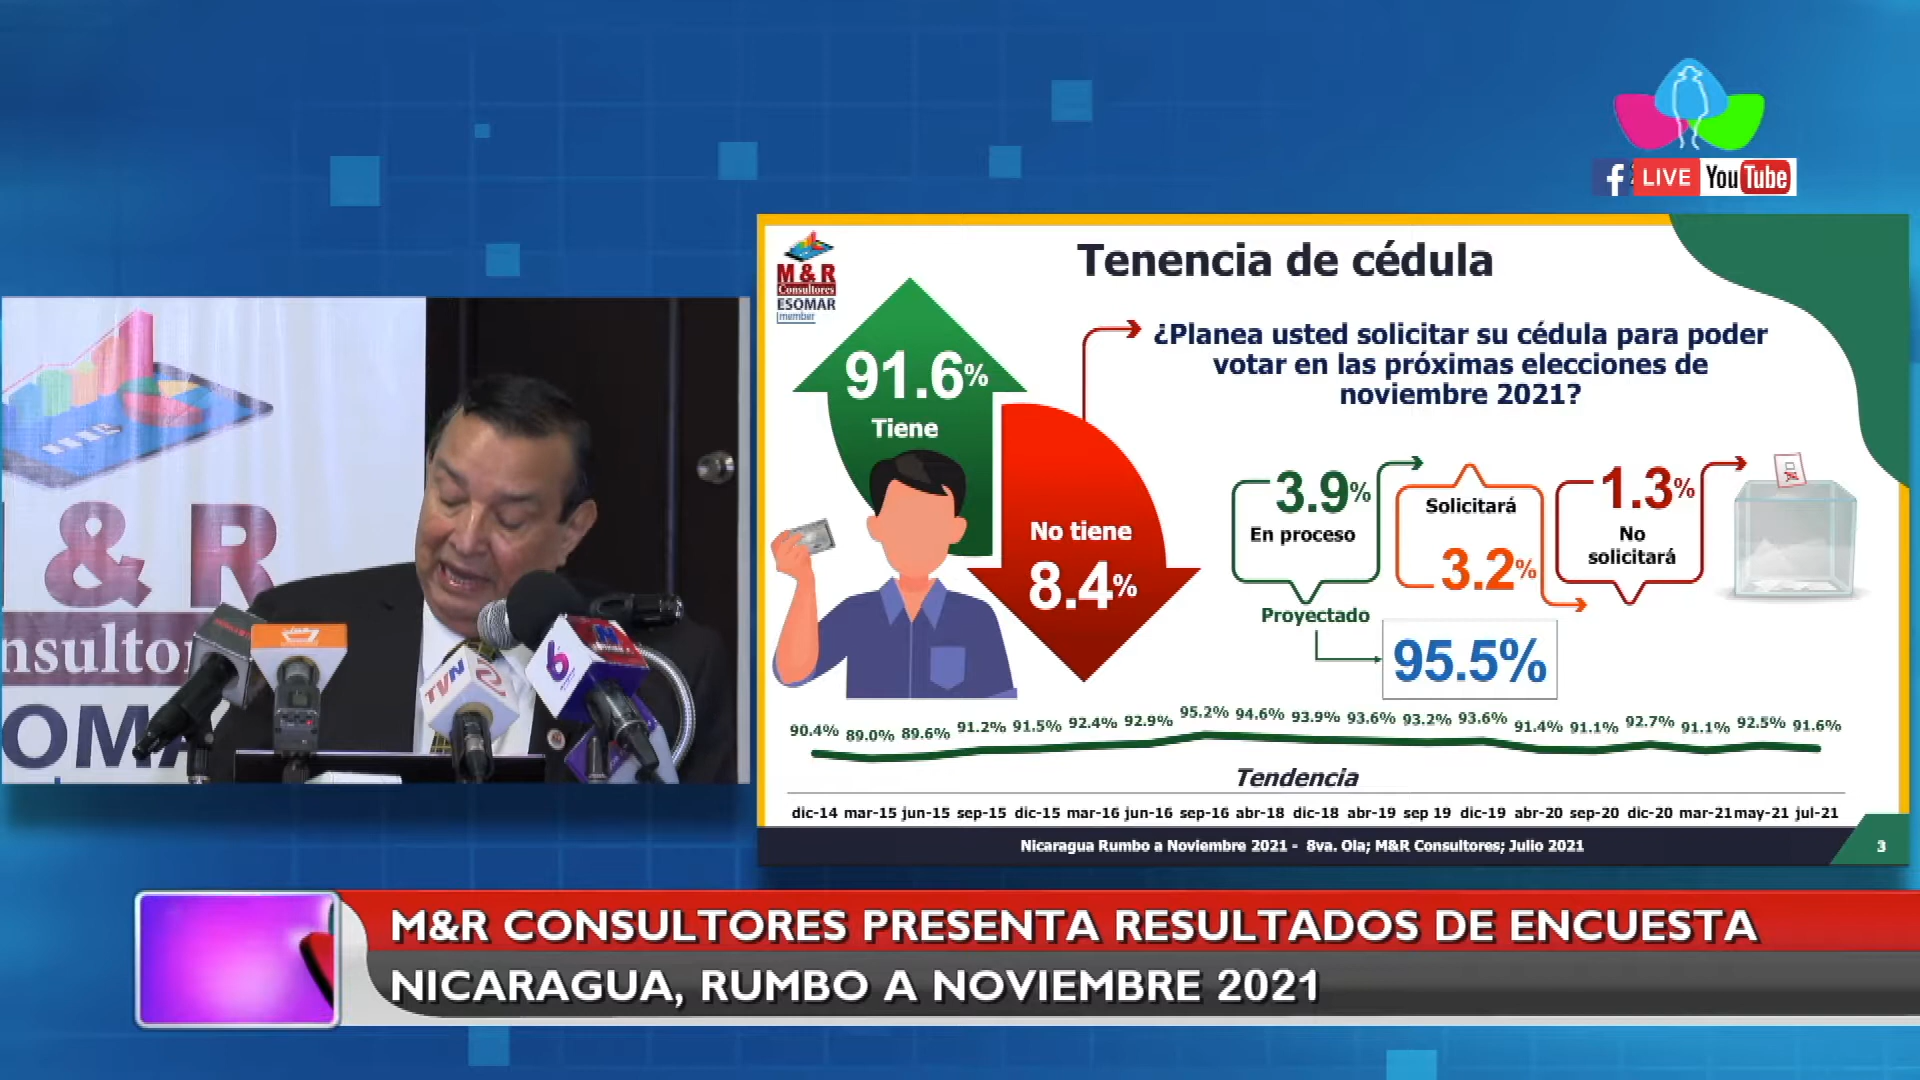 LIVE
YouTube
M&R
Consultores
ESOMAR
member
Tenencia de cédula
¿Planea usted solicitar su cédula para poder
votar en las próximas elecciones de
noviembre 2021?
91.6%
Tiene
No tiene
8.4%
3.9%
En proceso
Solicitará
3.2%
1.3%
No
solicitará
Proyectado
95.5%
90.4% 89.0% 89.6% 91.2% 91.5% 92.4% 92.9% 95.2% 94.6% 93.9% 93.6% 93.2% 93.6% 91.4% 91.1% 92.7% 91.1% 92.5% 91.6%
Tendencia
dic-14 mar-15 jun-15 sep-15 dic-15 mar-16 jun-16 sep-16 abr-18 dic-18 abr-19 sep 19 dic-19 abr-20 sep-20 dic-20 mar-21 may-21 jul-21
Nicaragua Rumbo a Noviembre 2021 - 8va. Ola; M&R Consultores; Julio 2021
3
& R
nsulto
OM
TVN
6
N
M&R CONSULTORES PRESENTA RESULTADOS DE ENCUESTA
NICARAGUA, RUMBO A NOVIEMBRE 2021